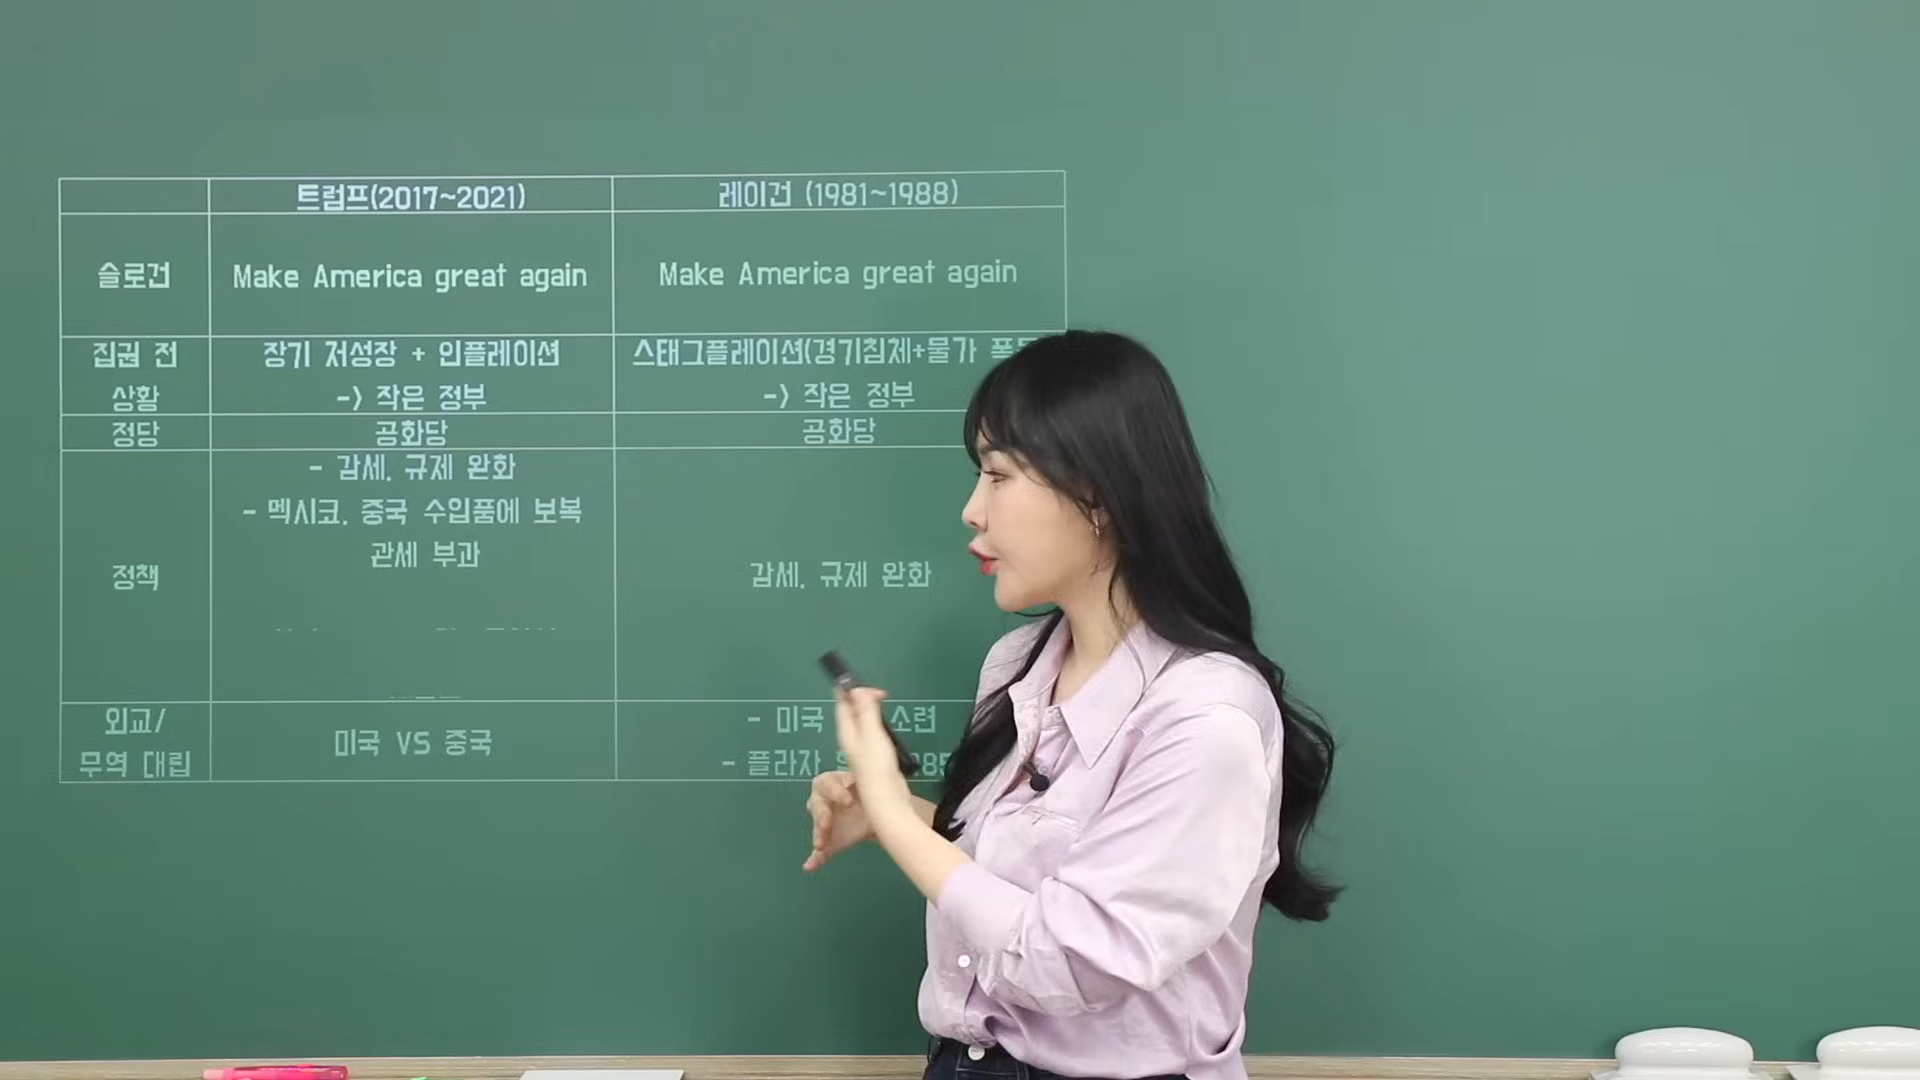 트럼프(2017~2021)
레이건 (1981~1988)
슬로건
Make America great again
Make America great again
집권 전
상황
장기 저성장 + 인플레이션
-> 작은 정부
스태그플레이션(경기침체+물가
-> 작은 정부
정당
공화당
공화당
정책
- 감세, 규제 완화
- 멕시코, 중국 수입품에 보복
관세 부과
감세, 규제 완화
외교/
무역 대립
미국 VS 중국
- 미국 소련
- 플라자